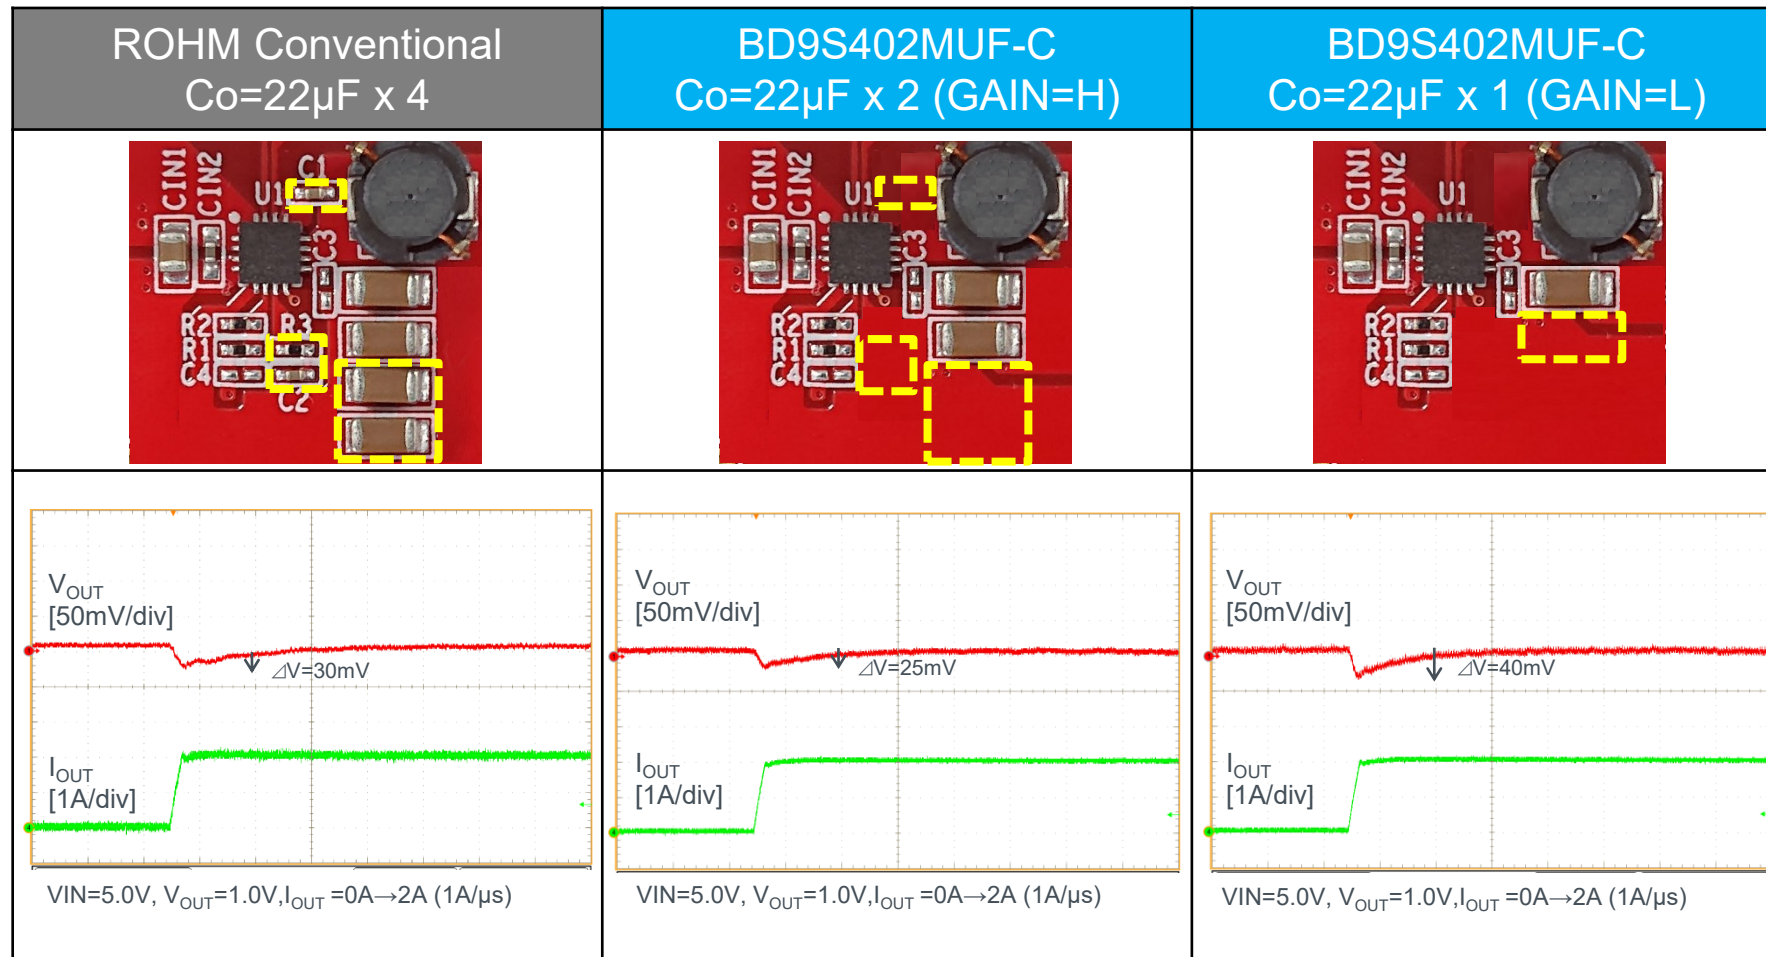 ROHM Conventional
Co=22µF x 4
BD9S402MUF-C
Co=22µF x 2 (GAIN=H)
BD9S402MUF-C
Co=22µF x 1 (GAIN=L)
CIN1
CIN2
U1
C1
C3
R2
R3
R1
C4
C2
CIN1
CIN2
U1
C3
R2
R1
C4
CIN1
CIN2
U1
C3
R2
R1
C4
VOUT
[50mV/div]
⊿V=30mV
IOUT
[1A/div]
VIN=5.0V, VOUT=1.0V,IOUT =0A→2A (1A/µs)
VOUT
[50mV/div]
⊿V=25mV
IOUT
[1A/div]
VIN=5.0V, VOUT=1.0V,IOUT =0A→2A (1A/µs)
VOUT
[50mV/div]
⊿V=40mV
IOUT
[1A/div]
VIN=5.0V, VOUT=1.0V,IOUT =0A→2A (1A/µs)